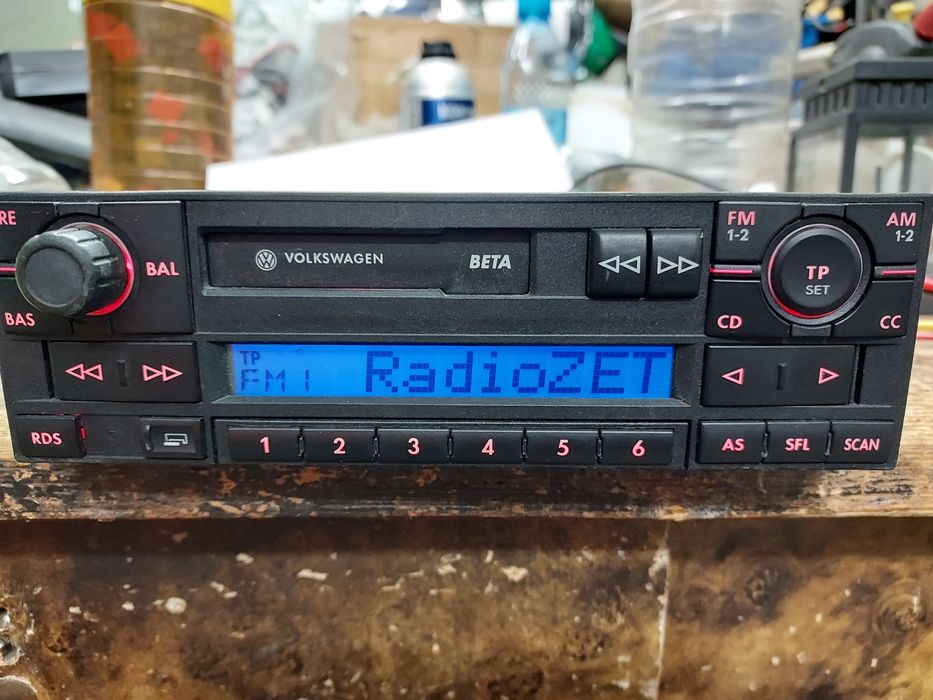 RE
BAL
BAS
VOLKSWAGEN
BETA
FM
1-2
AM
1-2
TP
SET
CD
CC
TP
FM1
RadioZET
RDS
1 2 3 4 5 6
AS
SFL
SCAN